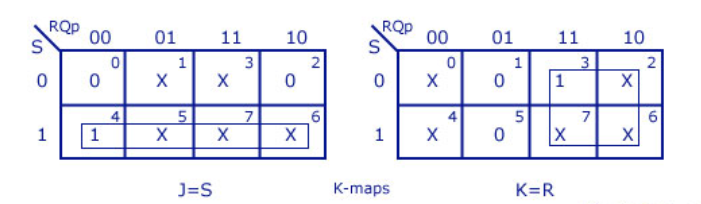 RQp 00 01 11 10 RQp 00 01 11 10
S S
0 1 3 2 0 1 3 2
0 0 X X 0 0 X 0 1 X
4 5 7 6 4 5 7 6
1 1 X X X 1 X 0 X X
J=S K-maps K=R